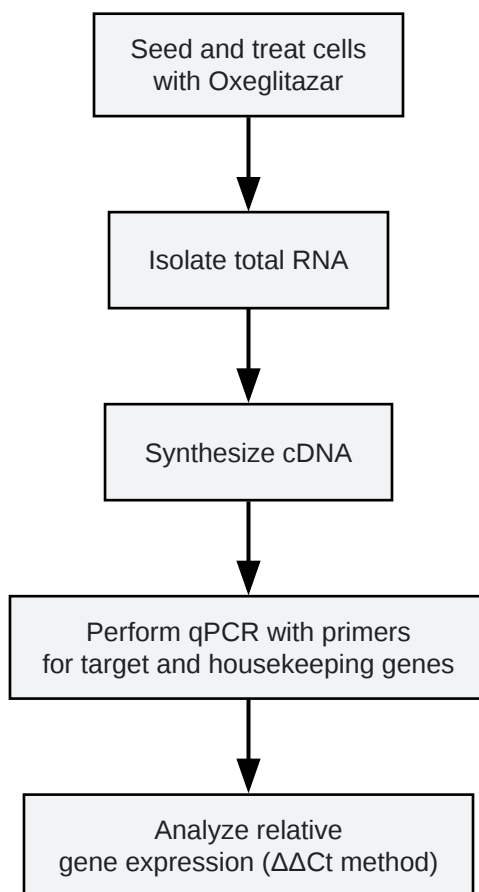 Seed and treat cells
with Oxeglitazar
Isolate total RNA
Synthesize cDNA
Perform qPCR with primers
for target and housekeeping genes
Analyze relative
gene expression (ΔΔCt method)